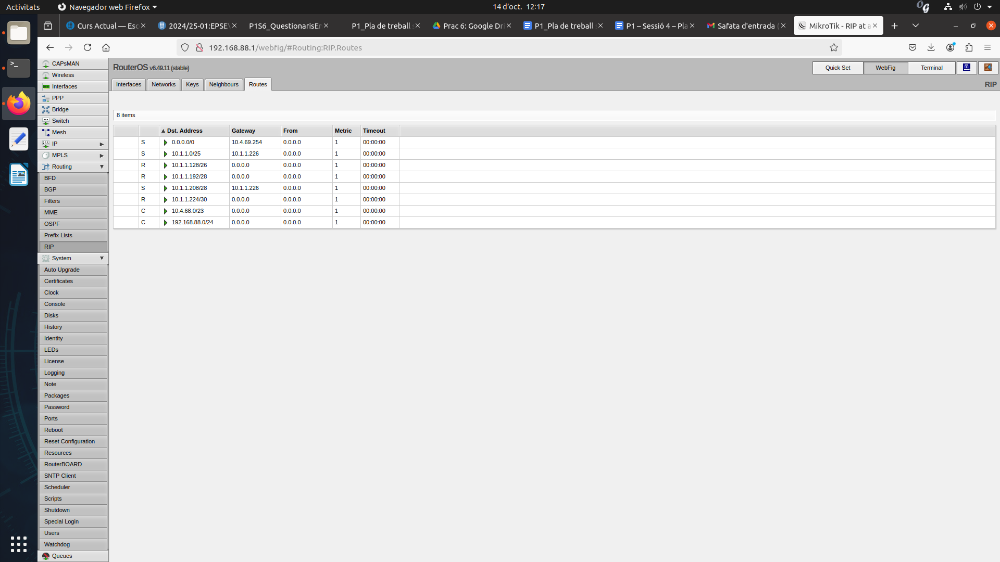 Activitats
Navegador web Firefox
14 d'oct. 12:17
Curs Actual — Esc
2024/25-01:EPSEV
P1S6_QuestionarisEn
P1_Pla de treball s
Prac 6: Google Dri
P1_Pla de treball
P1 – Sessió 4 – Pla
Safata d'entrada (
MikroTik - RIP at a
192.168.88.1/webfig/#Routing:RIP.Routes
RouterOS v6.49.11 (stable)
Quick Set
WebFig
Terminal
Interfaces
Networks
Keys
Neighbours
Routes
RIP
CAPsMAN
Wireless
Interfaces
PPP
Bridge
Switch
Mesh
IP
MPLS
Routing
BFD
BGP
Filters
MME
OSPF
Prefix Lists
RIP
System
Auto Upgrade
Certificates
Clock
Console
Disks
History
Identity
LEDs
License
Logging
Note
Packages
Password
Ports
Reboot
Reset Configuration
Resources
RouterBOARD
SNTP Client
Scheduler
Scripts
Shutdown
Special Login
Users
Watchdog
Queues
8 items
Dst. Address Gateway From Metric Timeout
S 0.0.0.0/0 10.4.69.254 0.0.0.0 1 00:00:00
S 10.1.1.0/25 10.1.1.226 0.0.0.0 1 00:00:00
R 10.1.1.128/26 0.0.0.0 0.0.0.0 1 00:00:00
R 10.1.1.192/28 0.0.0.0 0.0.0.0 1 00:00:00
S 10.1.1.208/28 10.1.1.226 0.0.0.0 1 00:00:00
R 10.1.1.224/30 0.0.0.0 0.0.0.0 1 00:00:00
C 10.4.68.0/23 0.0.0.0 0.0.0.0 1 00:00:00
C 192.168.88.0/24 0.0.0.0 0.0.0.0 1 00:00:00